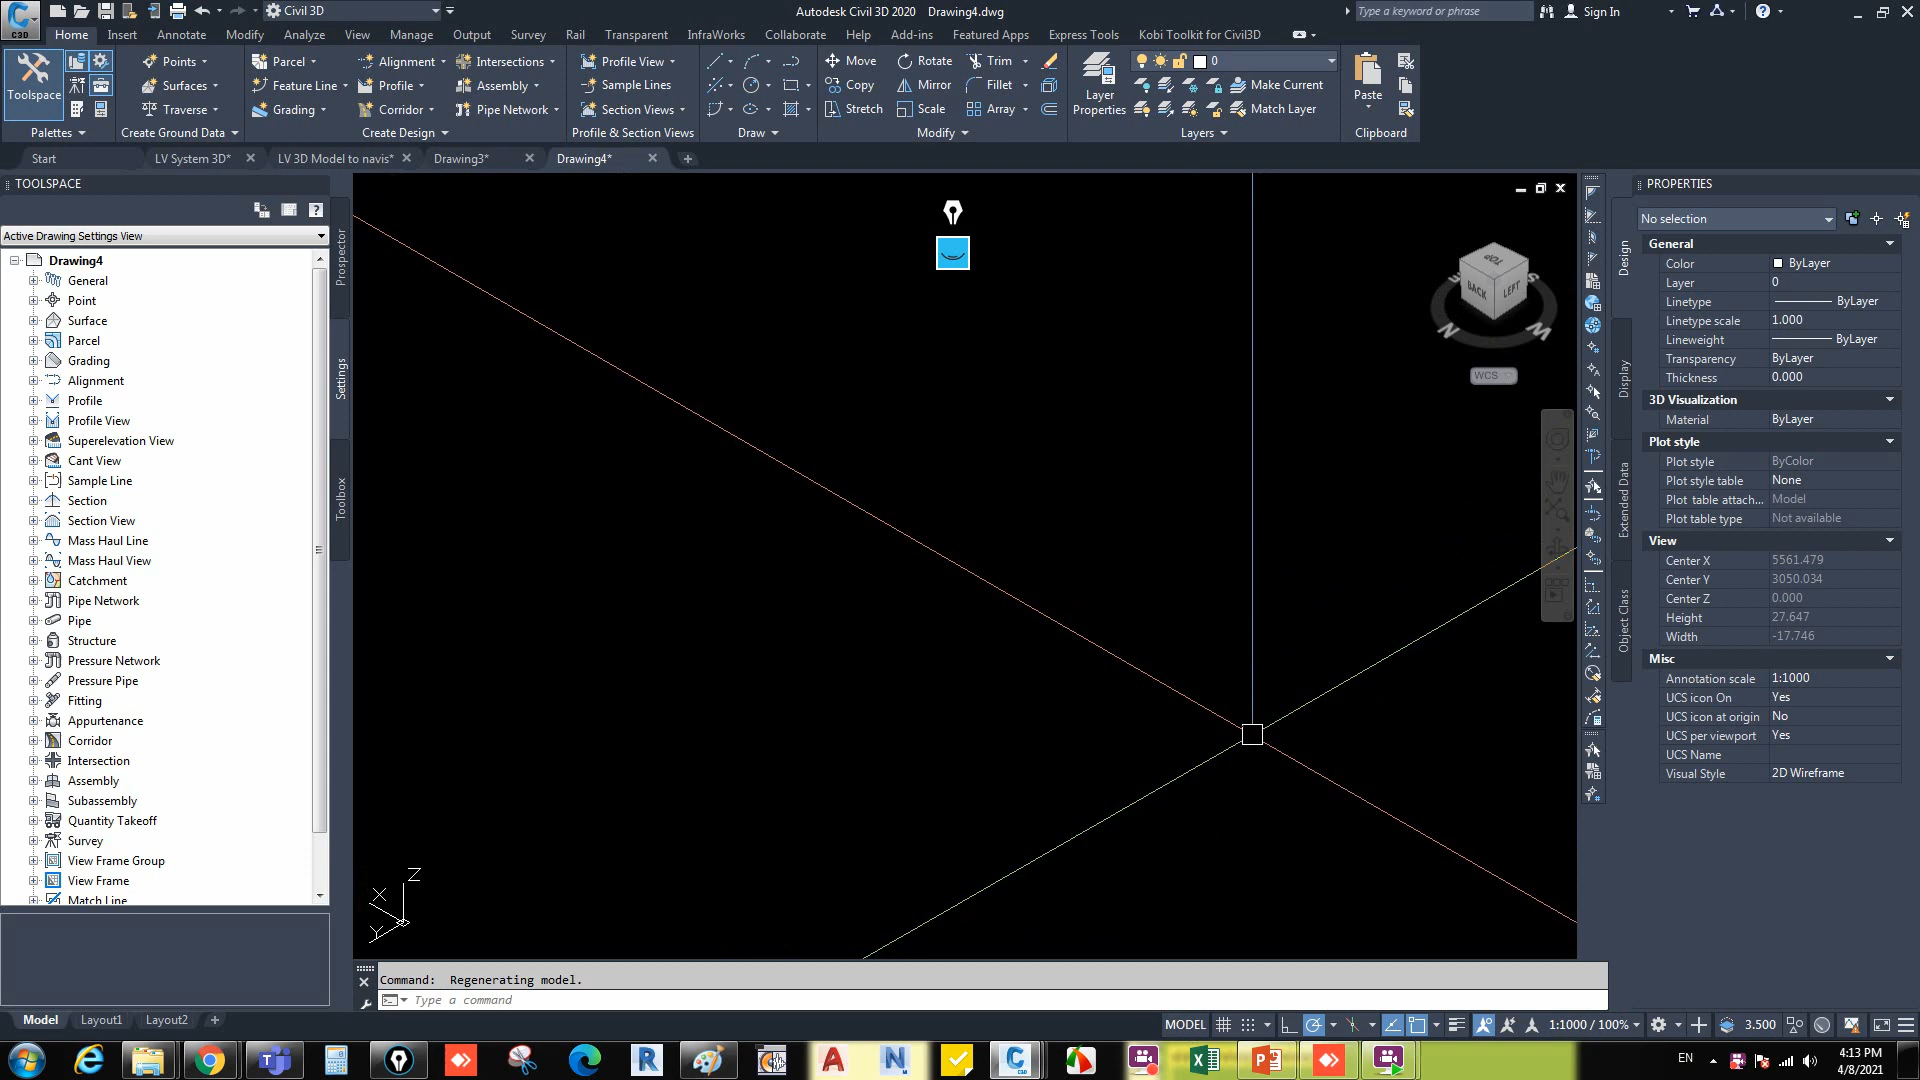 Civil 3D
Autodesk Civil 3D 2020 Drawing4.dwg
Type a keyword or phrase
Sign In
C3D
Home Insert Annotate Modify Analyze View Manage Output Survey Rail Transparent InfraWorks Collaborate Help Add-ins Featured Apps Express Tools Kobi Toolkit for Civil3D
Toolspace
Points
Surfaces
Traverse
Parcel
Feature Line
Grading
Alignment
Profile
Corridor
Intersections
Assembly
Pipe Network
Profile View
Sample Lines
Section Views
Move
Copy
Stretch
Rotate
Mirror
Scale
Trim
Fillet
Array
Layer
Properties
0
Make Current
Match Layer
Paste
Palettes
Create Ground Data
Create Design
Profile & Section Views
Draw
Modify
Layers
Clipboard
Start
LV System 3D*
LV 3D Model to navis*
Drawing3*
Drawing4*
TOOLSPACE
Active Drawing Settings View
Drawing4
General
Point
Surface
Parcel
Grading
Alignment
Profile
Profile View
Superelevation View
Cant View
Sample Line
Section
Section View
Mass Haul Line
Mass Haul View
Catchment
Pipe Network
Pipe
Structure
Pressure Network
Pressure Pipe
Fitting
Appurtenance
Corridor
Intersection
Assembly
Subassembly
Quantity Takeoff
Survey
View Frame Group
View Frame
Match Line
Prospector
Settings
Toolbox
TOP
BACK
LEFT
S
N
WCS
Z
X
Y
Command: Regenerating model.
Type a command
Model Layout1 Layout2
MODEL
1:1000 / 100%
3.500
PROPERTIES
No selection
Design
Display
Extended Data
Object Class
General
Color ByLayer
Layer 0
Linetype ByLayer
Linetype scale 1.000
Lineweight ByLayer
Transparency ByLayer
Thickness 0.000
3D Visualization
Material ByLayer
Plot style
Plot style ByColor
Plot style table None
Plot table attach... Model
Plot table type Not available
View
Center X 5561.479
Center Y 3050.034
Center Z 0.000
Height 27.647
Width -17.746
Misc
Annotation scale 1:1000
UCS icon On Yes
UCS icon at origin No
UCS per viewport Yes
UCS Name
Visual Style 2D Wireframe
EN
4:13 PM
4/8/2021